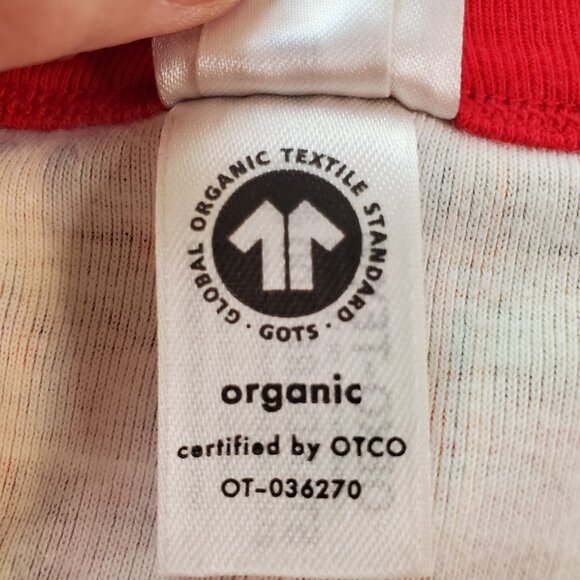 GLOBAL ORGANIC TEXTILE STANDARD · GOTS ·
organic
certified by OTCO
OT-036270